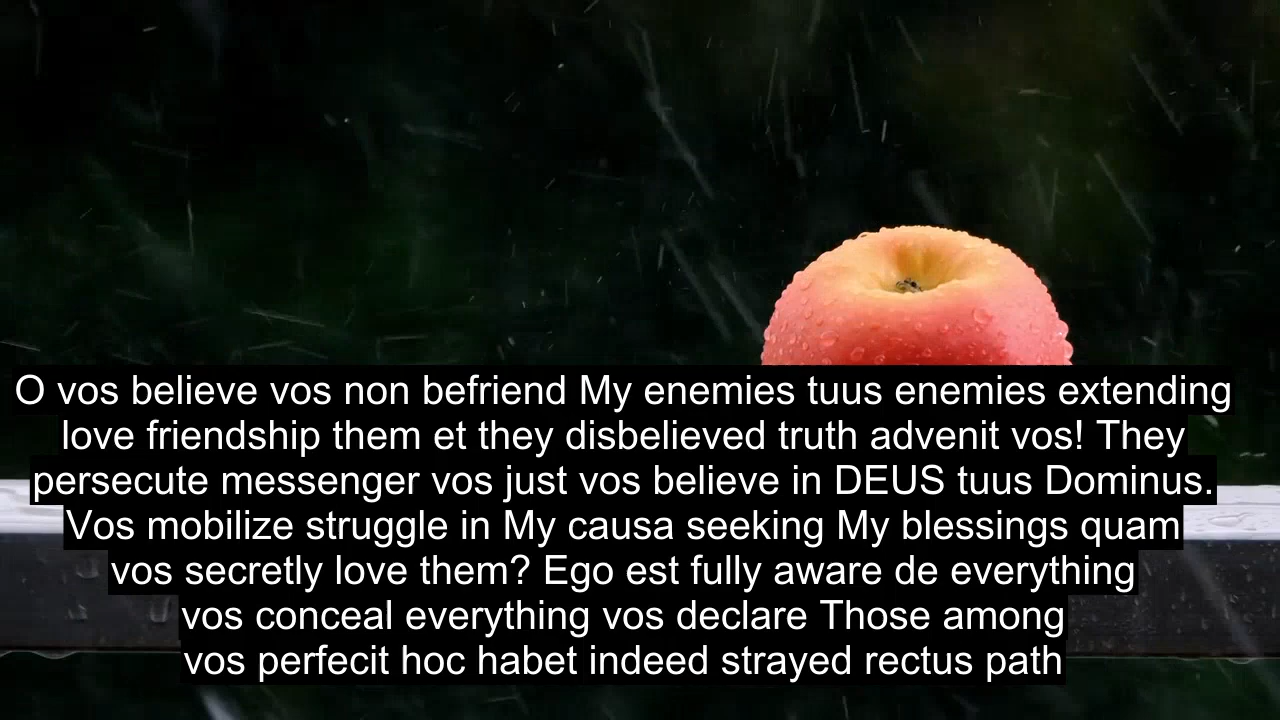 O vos believe vos non befriend My enemies tuus enemies extending
love friendship them et they disbelieved truth advenit vos! They
persecute messenger vos just vos believe in DEUS tuus Dominus.
Vos mobilize struggle in My causa seeking My blessings quam
vos secretly love them? Ego est fully aware de everything
vos conceal everything vos declare Those among
vos perfecit hoc habet indeed strayed rectus path